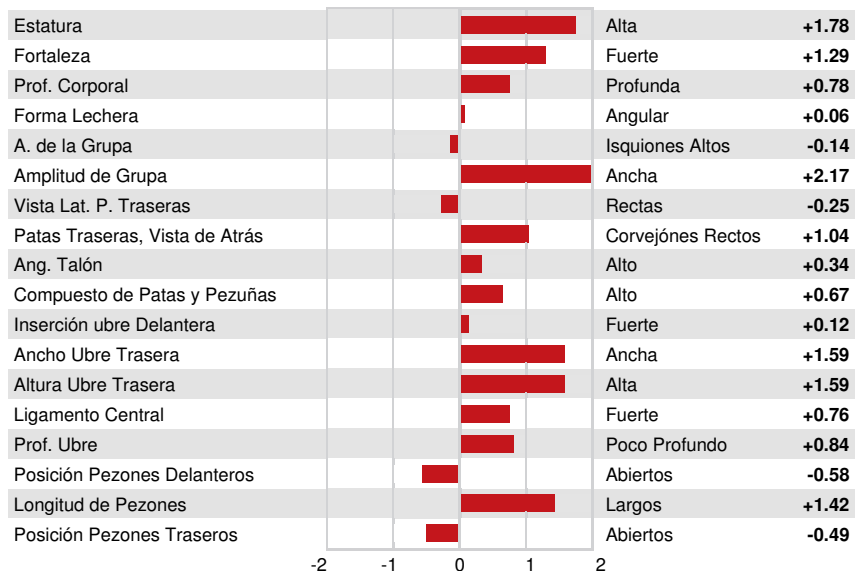 Estatura Alta +1.78
Fortaleza Fuerte +1.29
Prof. Corporal Profunda +0.78
Forma Lechera Angular +0.06
A. de la Grupa Isquiones Altos -0.14
Amplitud de Grupa Ancha +2.17
Vista Lat. P. Traseras Rectas -0.25
Patas Traseras, Vista de Atrás Corvejónes Rectos +1.04
Ang. Talón Alto +0.34
Compuesto de Patas y Pezuñas Alto +0.67
Inserción ubre Delantera Fuerte +0.12
Ancho Ubre Trasera Ancha +1.59
Altura Ubre Trasera Alta +1.59
Ligamento Central Fuerte +0.76
Prof. Ubre Poco Profundo +0.84
Posición Pezones Delanteros Abiertos -0.58
Longitud de Pezones Largos +1.42
Posición Pezones Traseros Abiertos -0.49
-2 -1 0 1 2